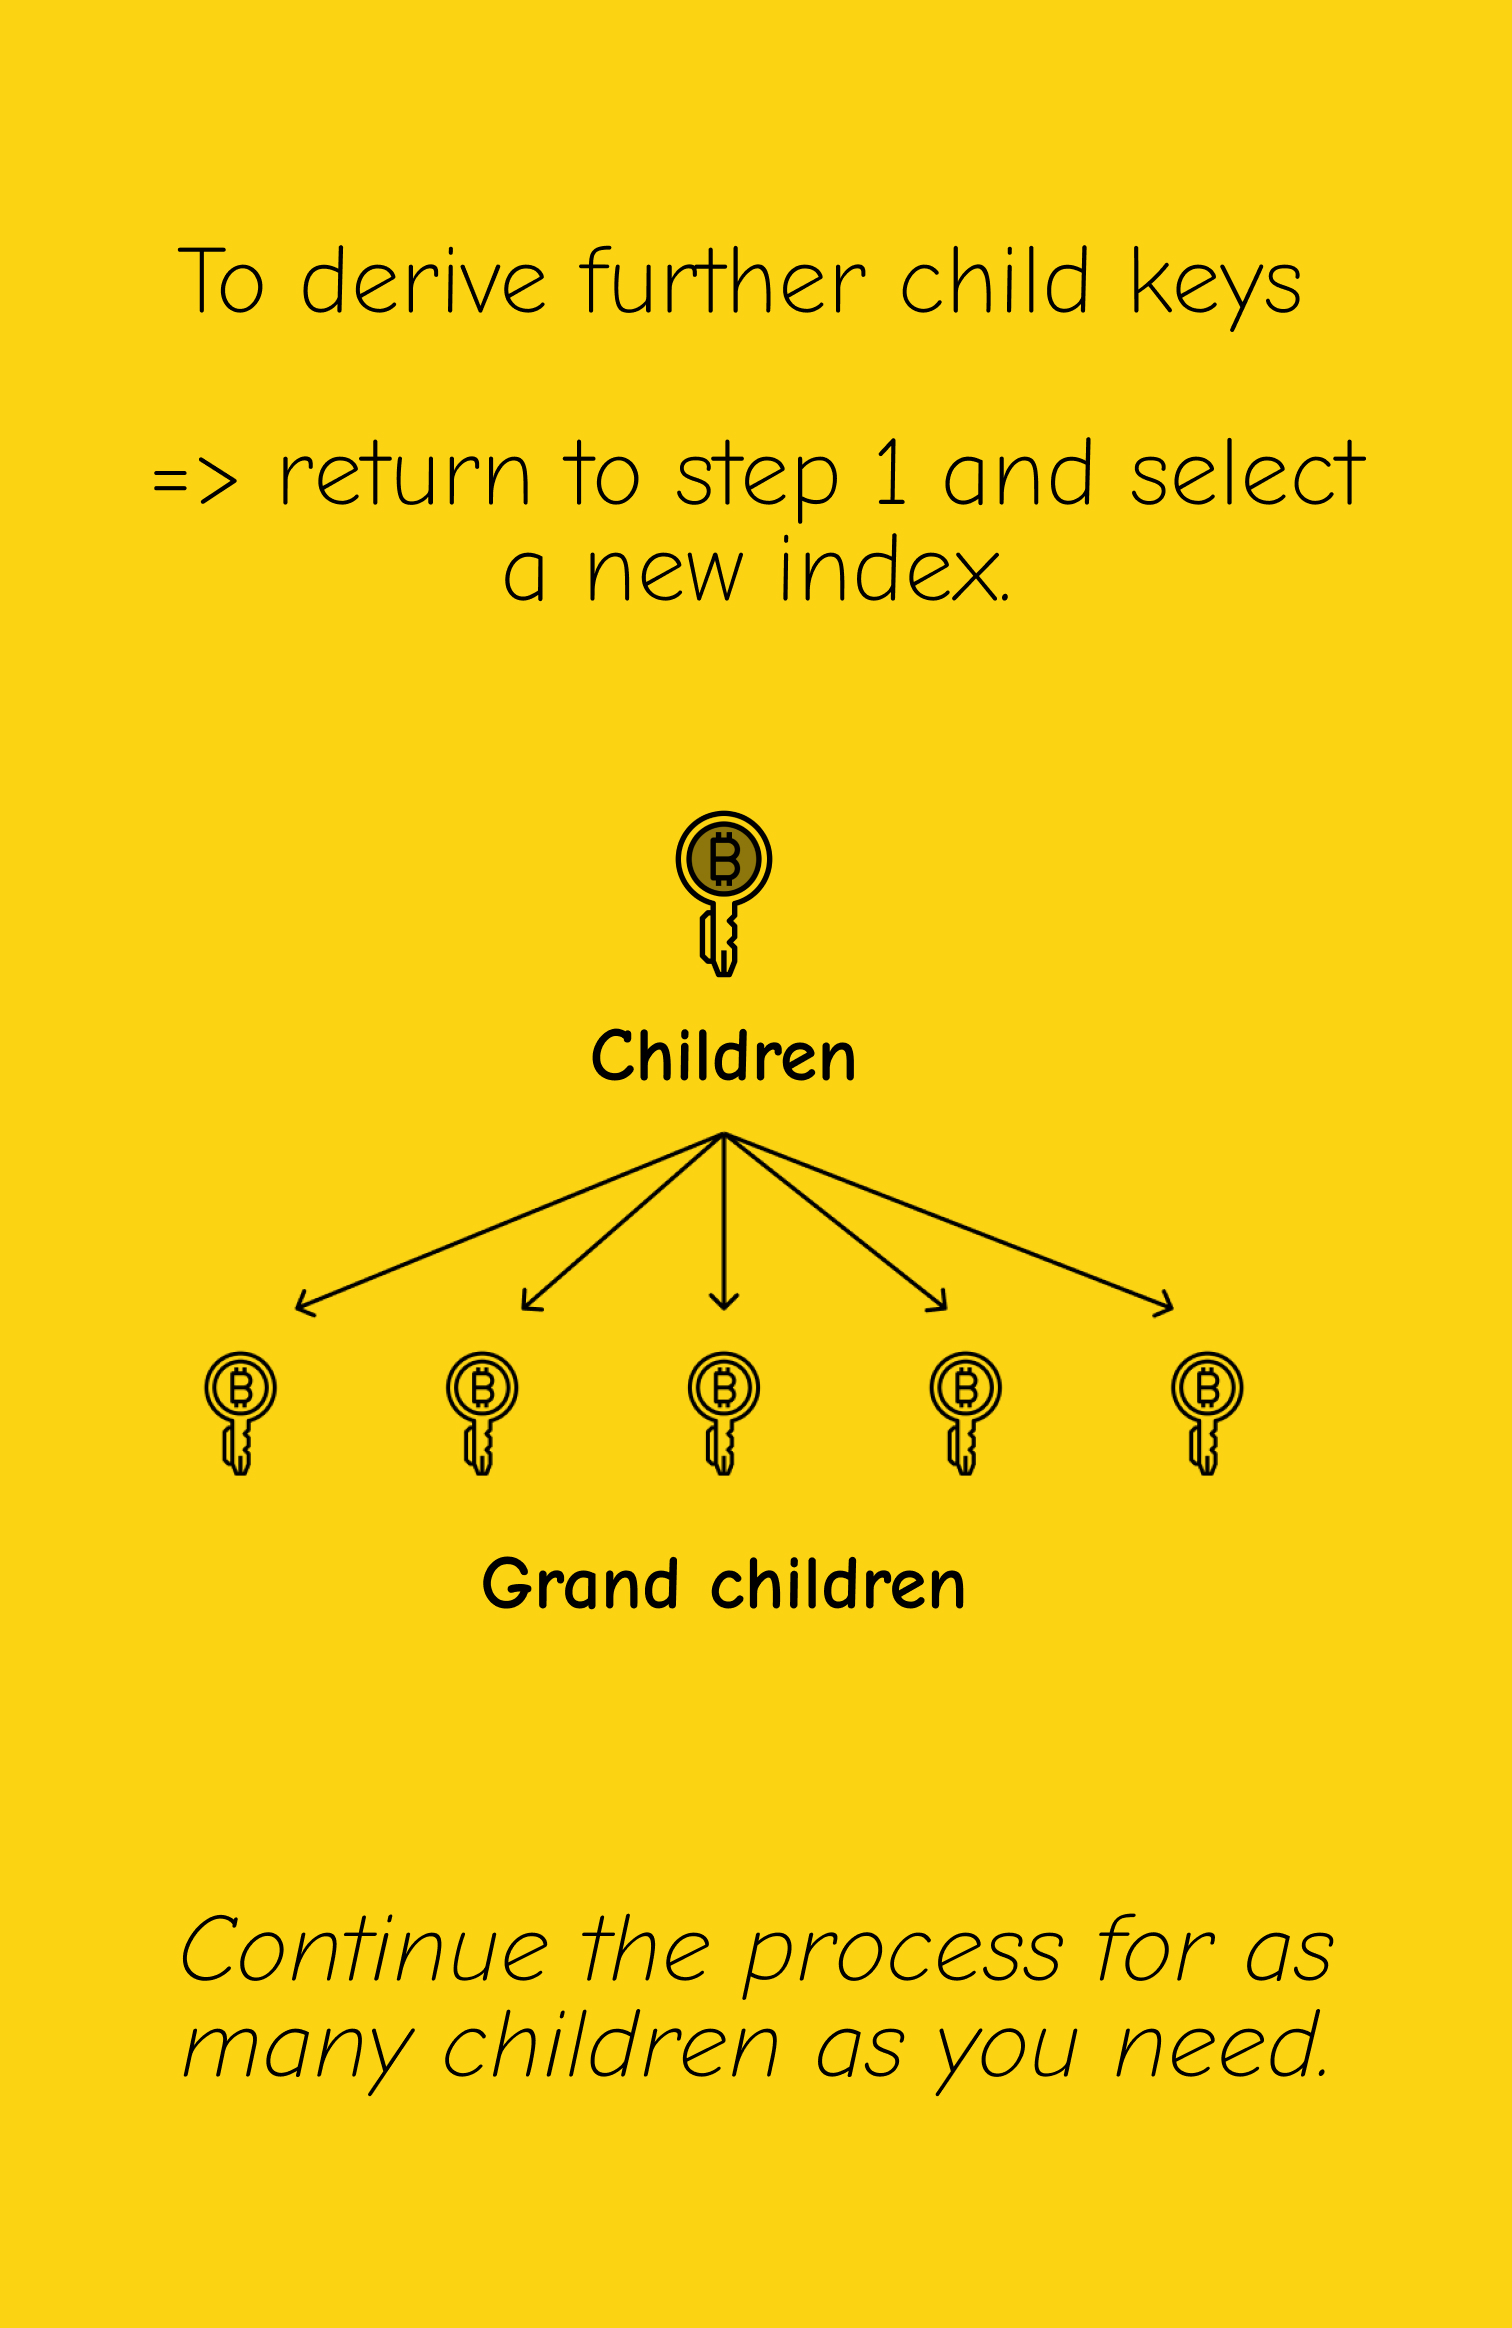 To derive further child keys
=> return to step 1 and select
a new index.
Children
Grand children
Continue the process for as
many children as you need.